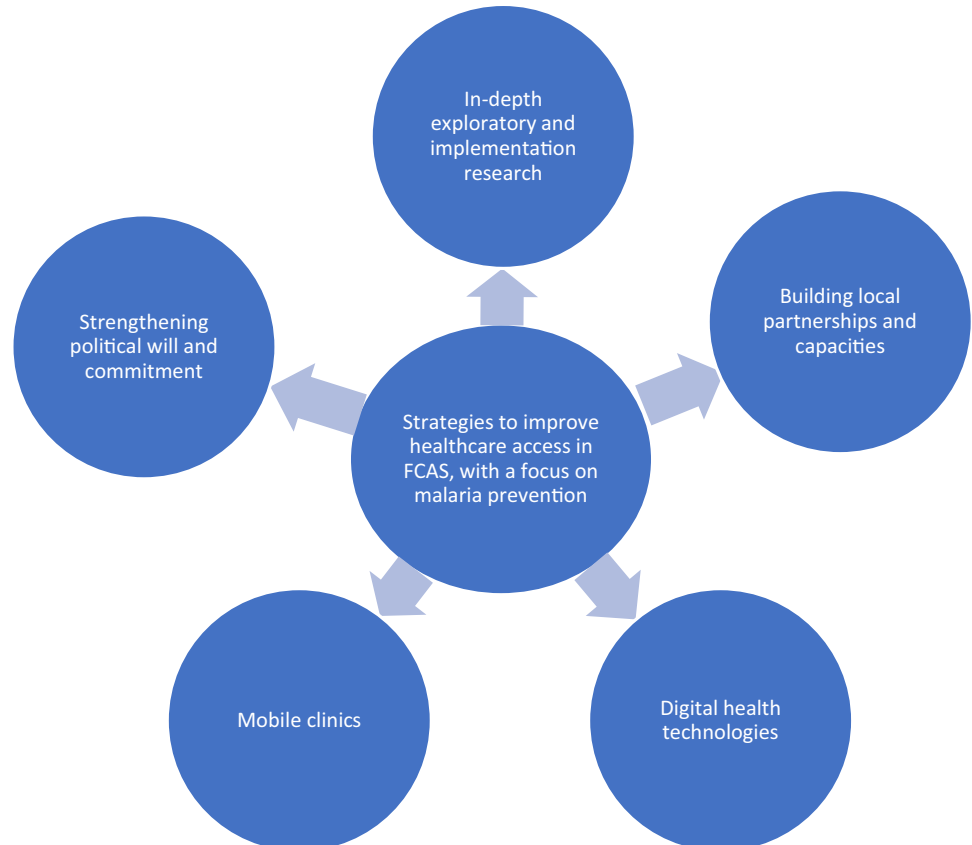 In-depth
exploratory and
implementation
research
Building local
partnerships and
capacities
Strengthening
political will and
commitment
Strategies to improve
healthcare access in
FCAS, with a focus on
malaria prevention
Digital health
technologies
Mobile clinics